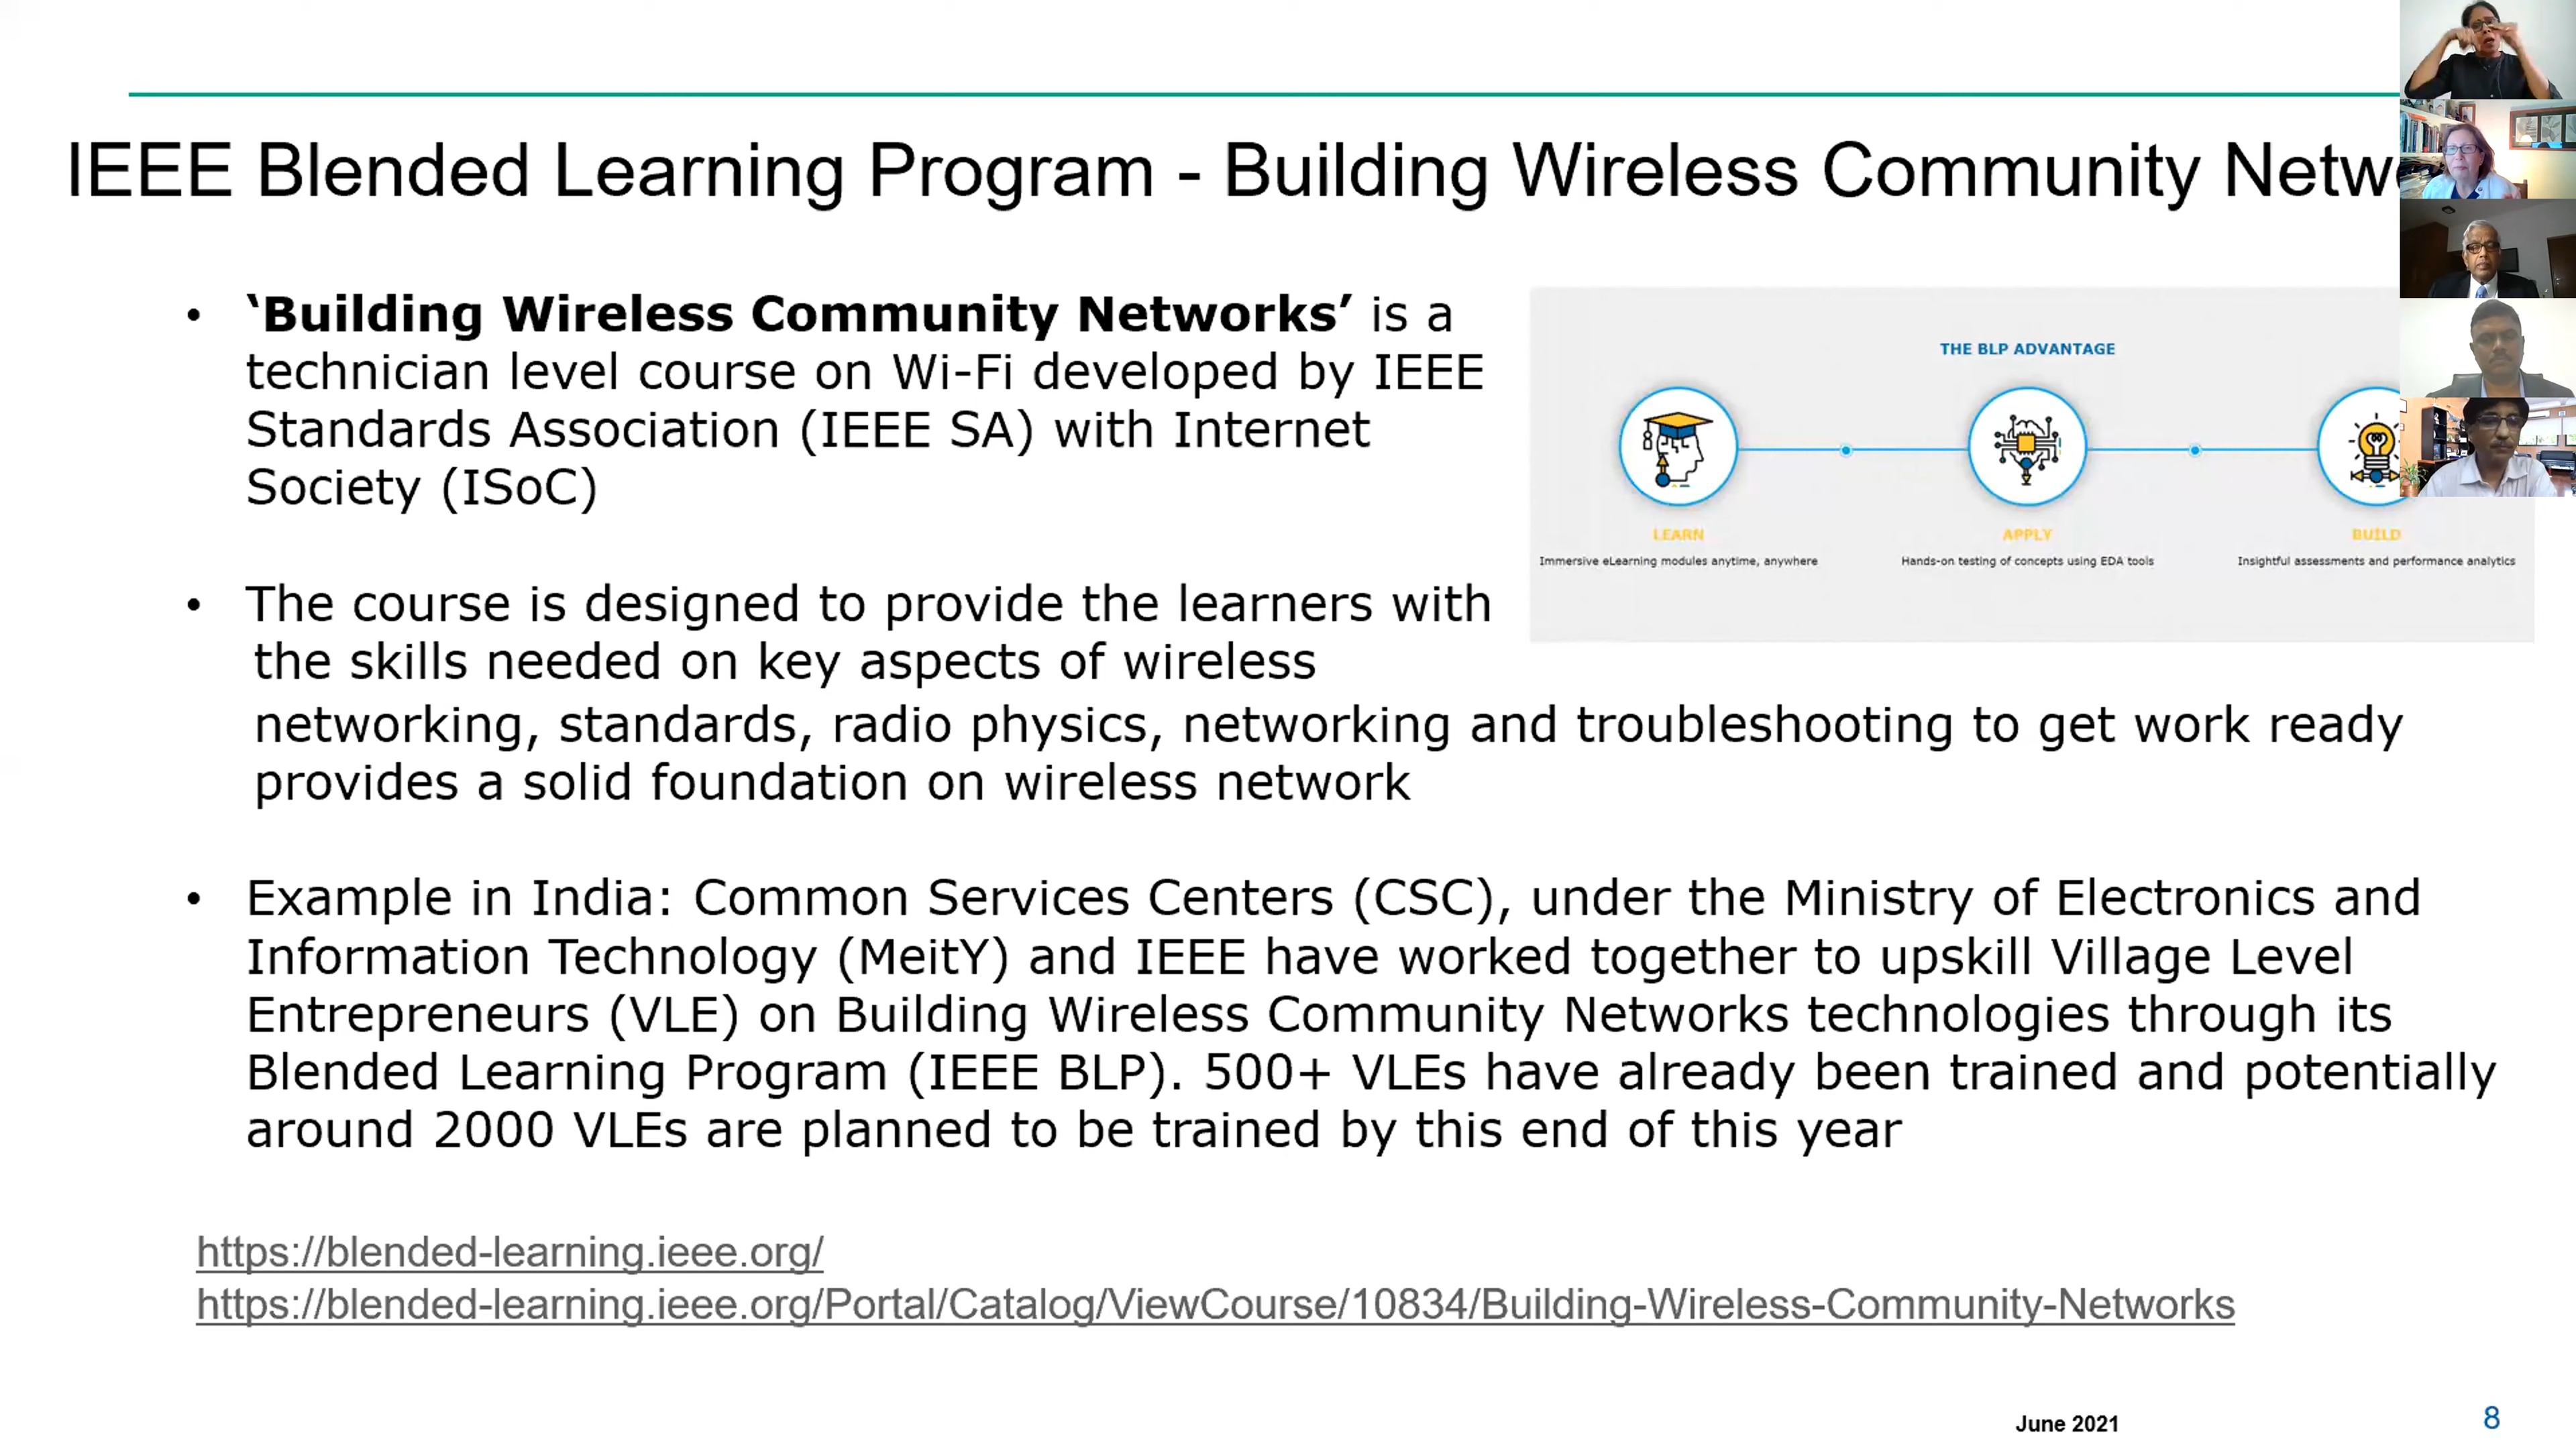 IEEE Blended Learning Program - Building Wireless Community Netw
• ‘Building Wireless Community Networks’ is a
technician level course on Wi-Fi developed by IEEE
Standards Association (IEEE SA) with Internet
Society (ISoC)
THE BLP ADVANTAGE
LEARN
Immersive eLearning modules anytime, anywhere
APPLY
Hands-on testing of concepts using EDA tools
BUILD
Insightful assessments and performance analytics
• The course is designed to provide the learners with
the skills needed on key aspects of wireless
networking, standards, radio physics, networking and troubleshooting to get work ready
provides a solid foundation on wireless network
• Example in India: Common Services Centers (CSC), under the Ministry of Electronics and
Information Technology (MeitY) and IEEE have worked together to upskill Village Level
Entrepreneurs (VLE) on Building Wireless Community Networks technologies through its
Blended Learning Program (IEEE BLP). 500+ VLEs have already been trained and potentially
around 2000 VLEs are planned to be trained by this end of this year
https://blended-learning.ieee.org/
https://blended-learning.ieee.org/Portal/Catalog/ViewCourse/10834/Building-Wireless-Community-Networks
June 2021
8